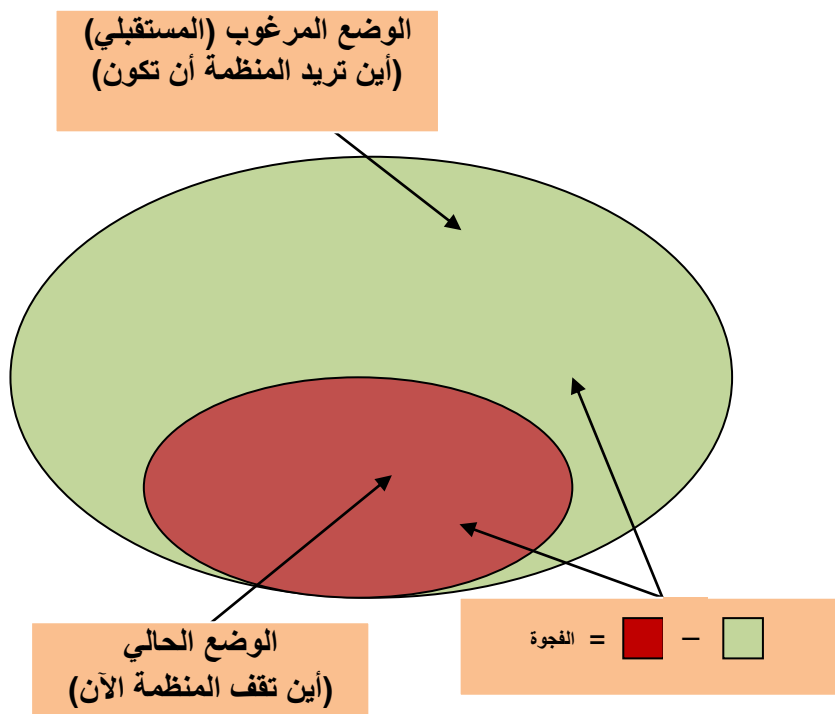 الوضع المرغوب (المستقبلي)
(أين تريد المنظمة أن تكون)
الوضع الحالي
(أين تقف المنظمة الآن)
– = الفجوة